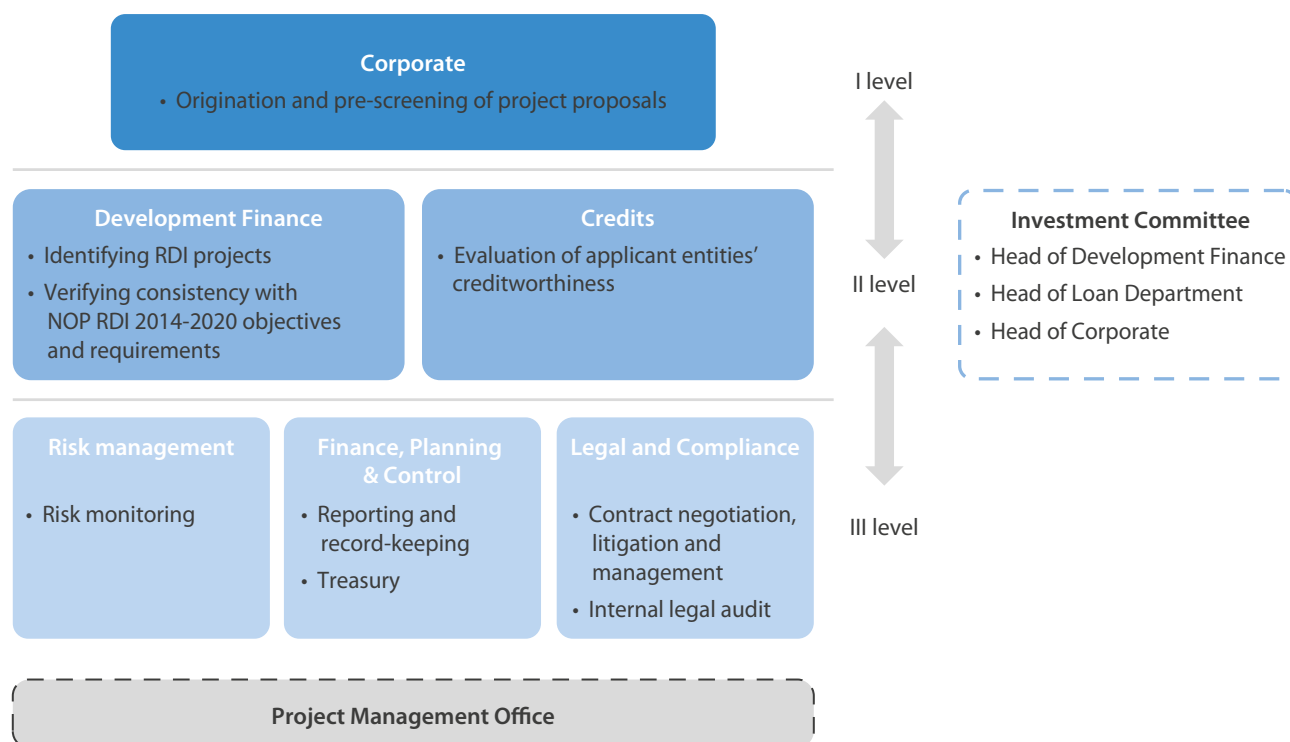 Corporate
• Origination and pre-screening of project proposals
I level
Development Finance
• Identifying RDI projects
• Verifying consistency with
NOP RDI 2014-2020 objectives
and requirements
Credits
• Evaluation of applicant entities’
creditworthiness
II level
Investment Committee
• Head of Development Finance
• Head of Loan Department
• Head of Corporate
Risk management
• Risk monitoring
Finance, Planning
& Control
• Reporting and
record-keeping
• Treasury
Legal and Compliance
• Contract negotiation,
litigation and
management
• Internal legal audit
III level
Project Management Office